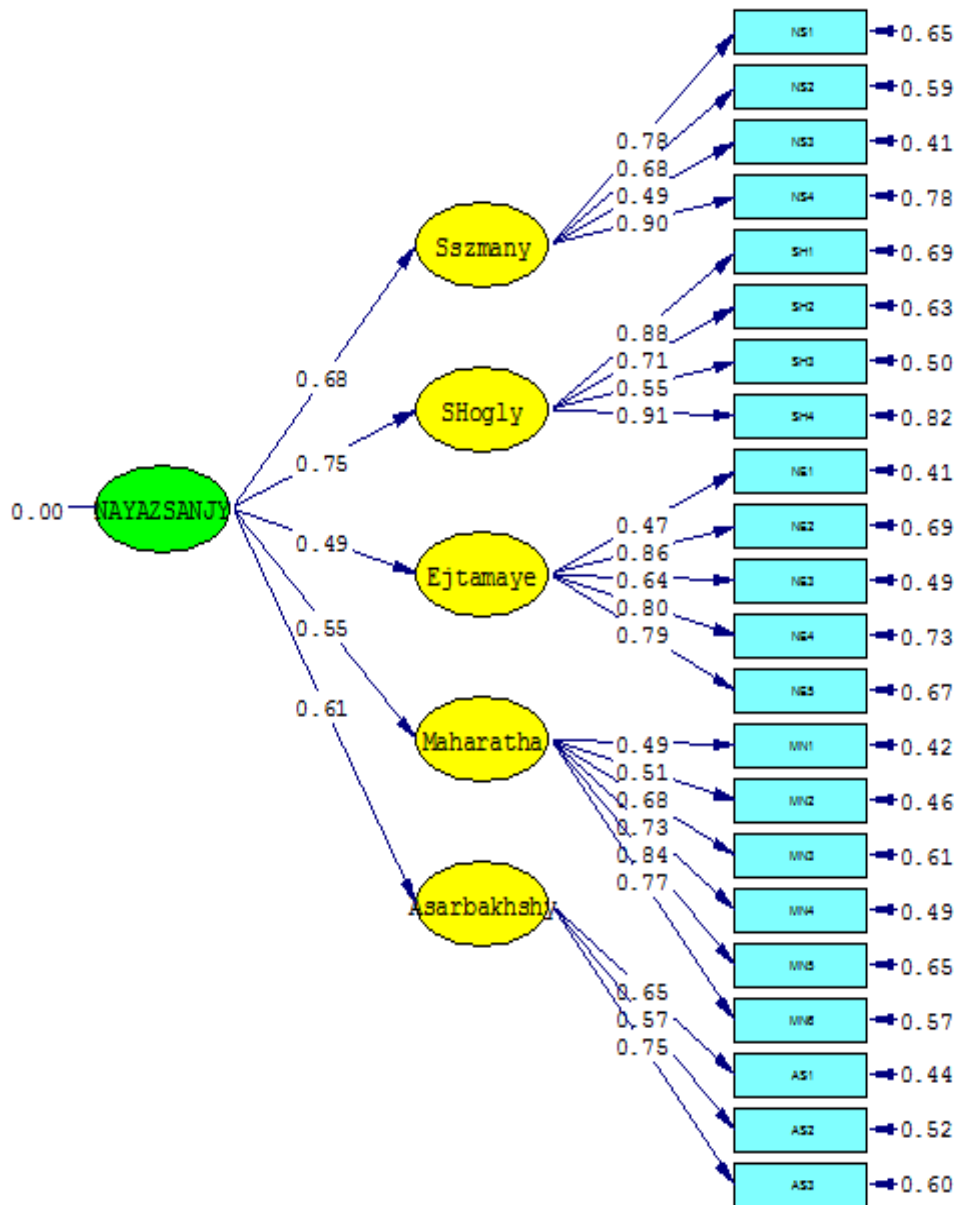 NS1
0.65
NS2
0.59
NS3
0.41
0.78
0.68
0.49
NS4
0.78
0.90
Sszmany
SH1
0.69
SH2
0.63
0.88
0.71
SH3
0.50
0.55
0.68
SHogly
0.91
SH4
0.82
0.75
NE1
0.41
0.00
NAYAZSANJY
0.47
NE2
0.69
0.49
0.86
Ejtamaye
0.64
NE3
0.49
0.80
0.55
0.79
NE4
0.73
NE5
0.67
0.61
Maharatha
0.49
MN1
0.42
0.51
0.68
MN2
0.46
0.73
0.84
MN3
0.61
0.77
Asarbakhshy
MN4
0.49
MN5
0.65
0.65
0.57
MN6
0.57
0.75
AS1
0.44
AS2
0.52
AS3
0.60